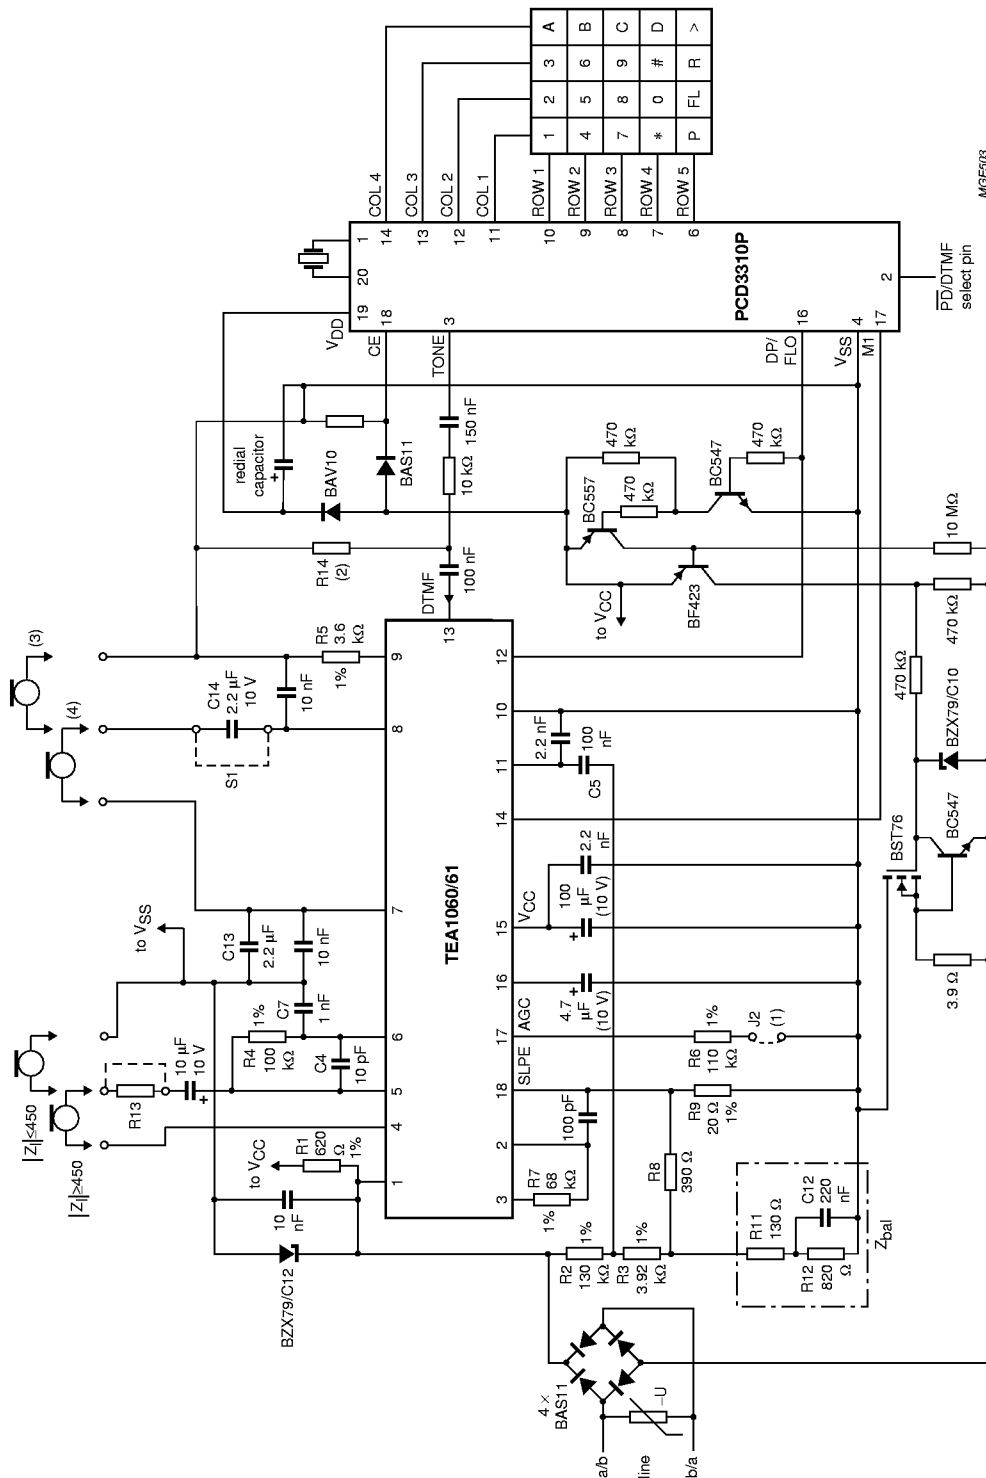 a/b
line
b/a
–U
4 ×
BAS11
BZX79/C12
10
nF
to VCC
R1
620
Ω
1%
|Zl|≤450
|Zl|≥450
R13
10 μF
10 V
+
R4
100
kΩ
1%
C4
10 pF
C7
1 nF
to VSS
C13
2.2 μF
10 nF
(3)
(4)
S1
C14
2.2 μF
10 V
10 nF
R5
3.6
kΩ
1%
R14
(2)
DTMF
100 nF
10 kΩ
150 nF
redial
capacitor
+
BAV10
BAS11
1
4
5
6
7
8
9
13
TEA1060/61
3
2
18
17
16
15
14
11
10
12
SLPE
AGC
VCC
1%
R7
68
kΩ
100 pF
R2
130
kΩ
1%
R3
3.92
kΩ
1%
R8
390 Ω
R9
20 Ω
1%
R6
110
kΩ
1%
J2
(1)
4.7
μF
(10 V)
+
100
μF
(10 V)
+
2.2
nF
C5
100
nF
2.2 nF
R11
130 Ω
R12
820
Ω
C12
220
nF
Zbal
to VCC
BC557
470
kΩ
470
kΩ
BC547
470
kΩ
BF423
10 MΩ
470 kΩ
470 kΩ
BZX79/C10
BC547
BST76
3.9 Ω
VDD
CE
TONE
DP/
FLO
VSS
M1
19
18
3
16
4
17
20
1
14
13
12
11
10
9
8
7
6
2
PCD3310P
PD/DTMF
select pin
COL 4
COL 3
COL 2
COL 1
ROW 1
ROW 2
ROW 3
ROW 4
ROW 5
1 2 3 A
4 5 6 B
7 8 9 C
* 0 # D
P FL R >
MGE503